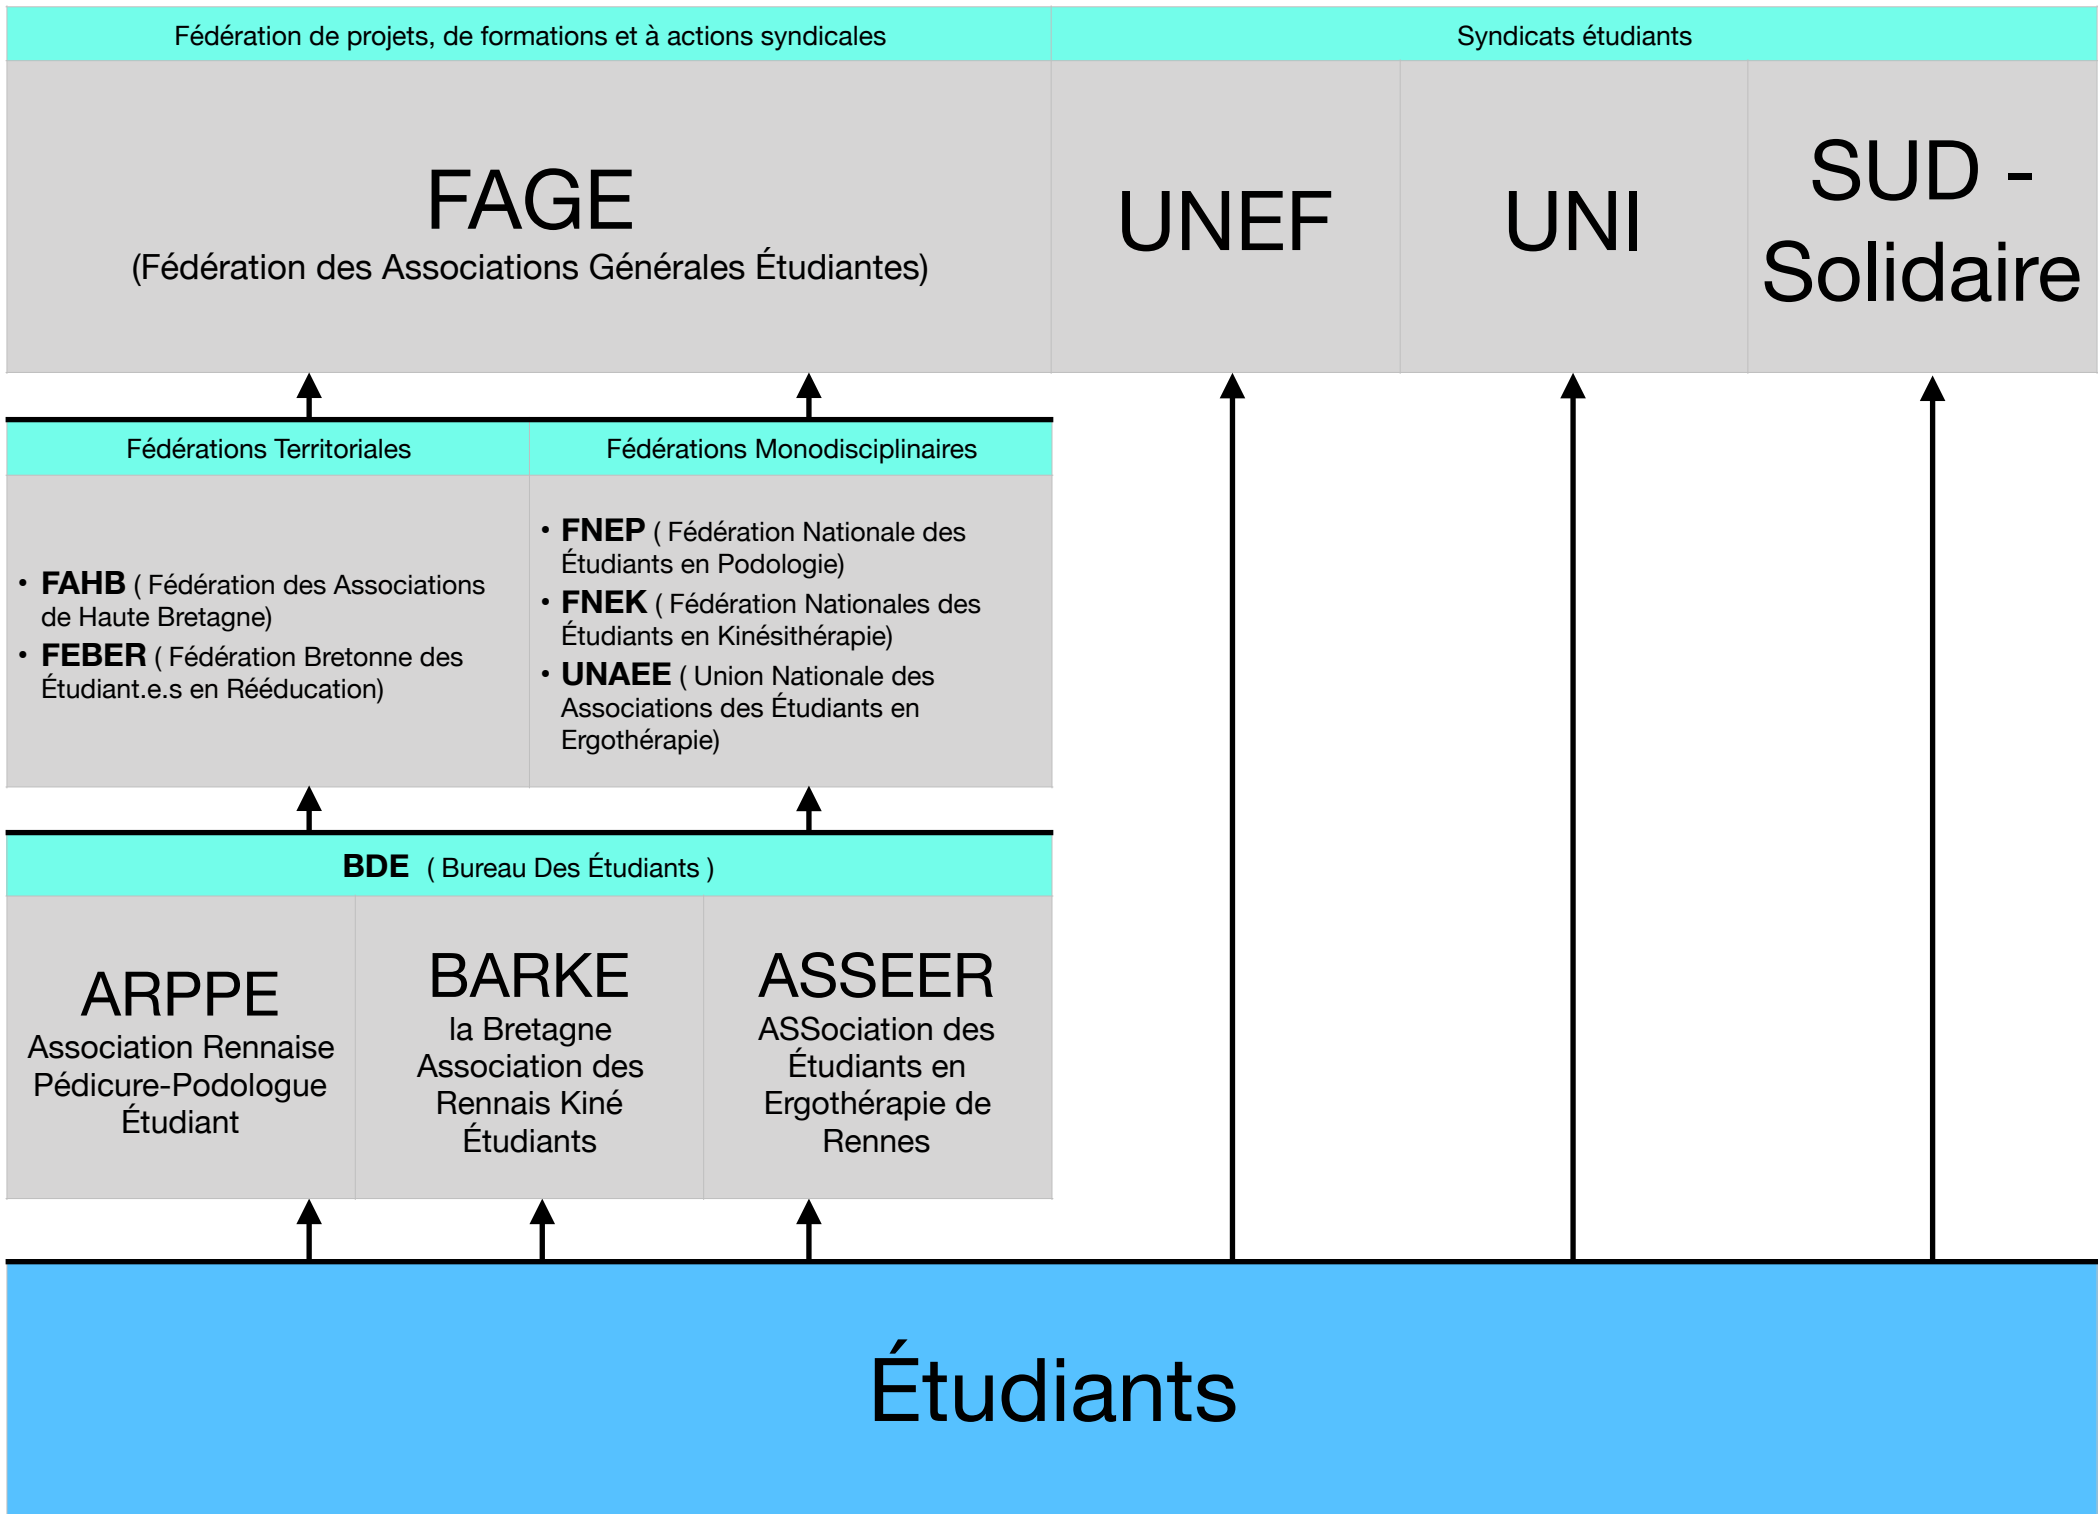 Fédération de projets, de formations et à actions syndicales
Syndicats étudiants
FAGE
(Fédération des Associations Générales Étudiantes)
UNEF
UNI
SUD -
Solidaire
Fédérations Territoriales
Fédérations Monodisciplinaires
• FAHB ( Fédération des Associations
de Haute Bretagne)
• FEBER ( Fédération Bretonne des
Étudiant.e.s en Rééducation)
• FNEP ( Fédération Nationale des
Étudiants en Podologie)
• FNEK ( Fédération Nationales des
Étudiants en Kinésithérapie)
• UNAEE ( Union Nationale des
Associations des Étudiants en
Ergothérapie)
BDE ( Bureau Des Étudiants )
ARPPE
Association Rennaise
Pédicure-Podologue
Étudiant
BARKE
la Bretagne
Association des
Rennais Kiné
Étudiants
ASSEER
ASSociation des
Étudiants en
Ergothérapie de
Rennes
Étudiants